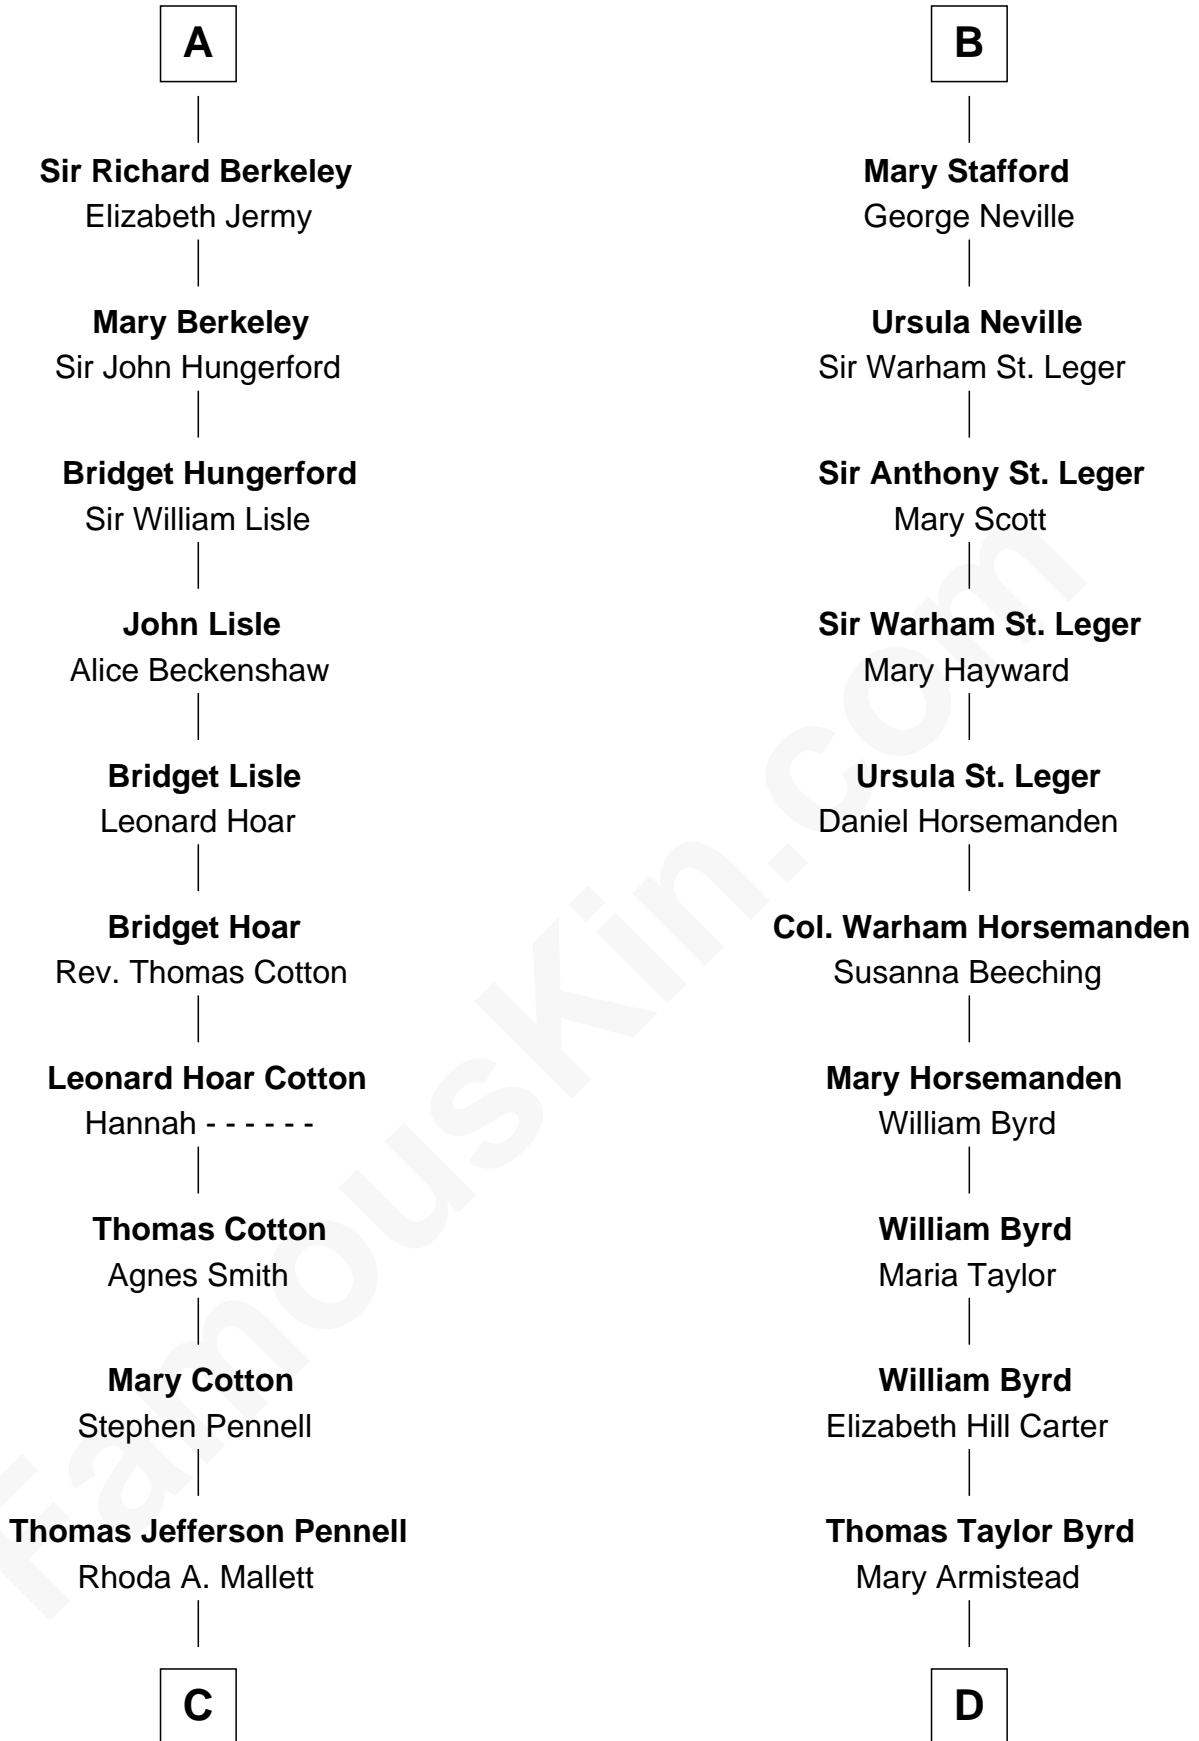 A
Sir Richard Berkeley
Elizabeth Jermy
Mary Berkeley
Sir John Hungerford
Bridget Hungerford
Sir William Lisle
John Lisle
Alice Beckenshaw
Bridget Lisle
Leonard Hoar
Bridget Hoar
Rev. Thomas Cotton
Leonard Hoar Cotton
Hannah - - - - - -
Thomas Cotton
Agnes Smith
Mary Cotton
Stephen Pennell
Thomas Jefferson Pennell
Rhoda A. Mallett
C
B
Mary Stafford
George Neville
Ursula Neville
Sir Warham St. Leger
Sir Anthony St. Leger
Mary Scott
Sir Warham St. Leger
Mary Hayward
Ursula St. Leger
Daniel Horsemanden
Col. Warham Horsemanden
Susanna Beeching
Mary Horsemanden
William Byrd
William Byrd
Maria Taylor
William Byrd
Elizabeth Hill Carter
Thomas Taylor Byrd
Mary Armistead
D
FamousKin.com